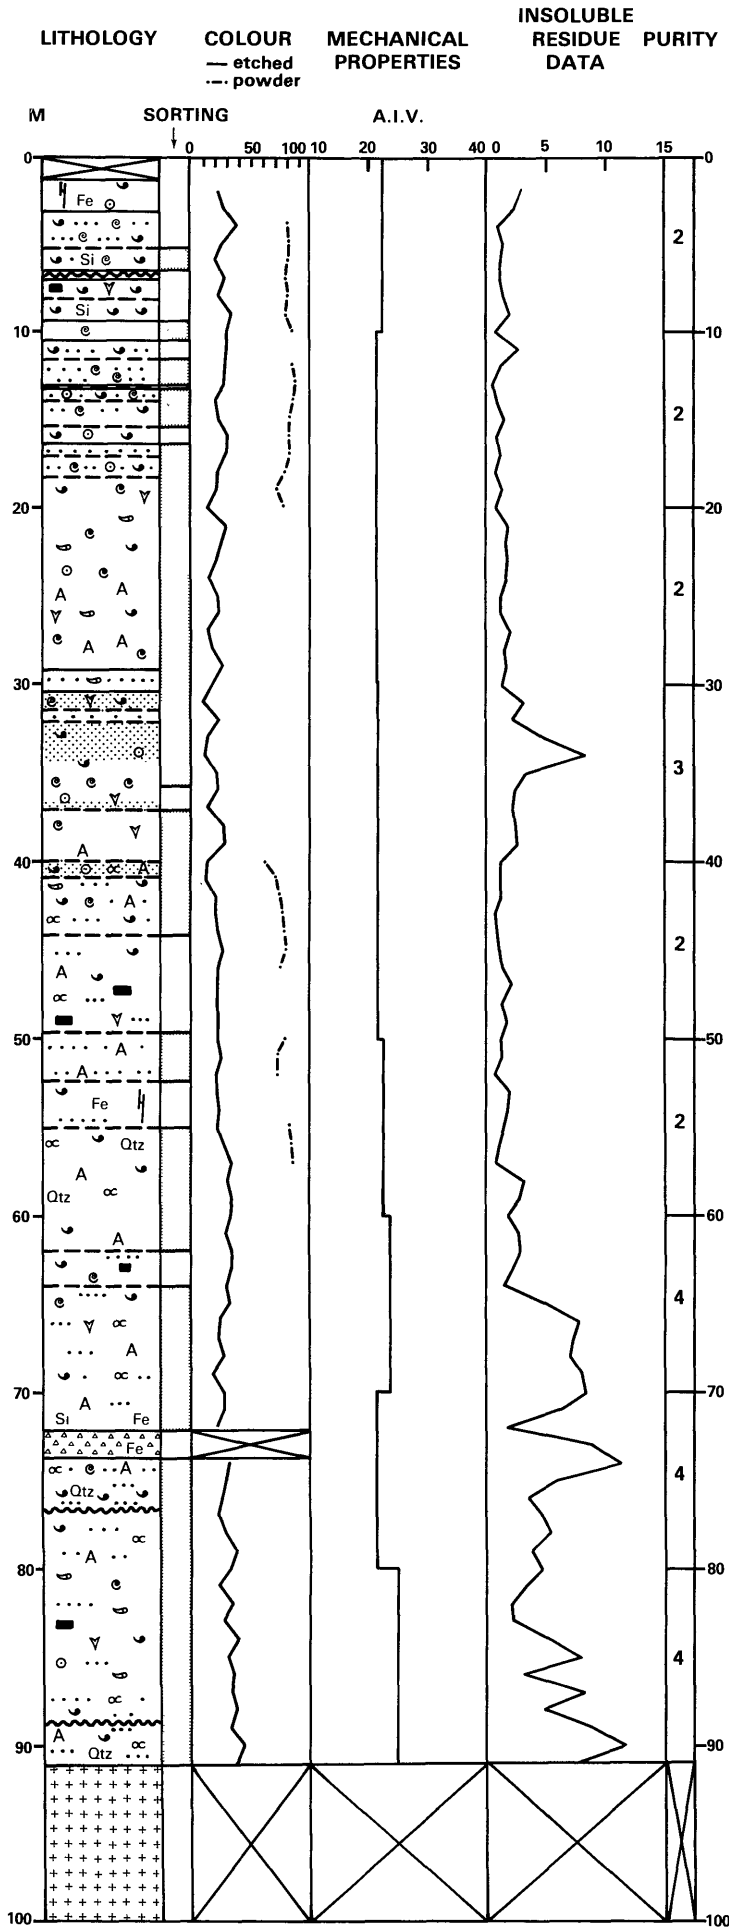 LITHOLOGY COLOUR MECHANICAL PROPERTIES INSOLUBLE RESIDUE DATA PURITY
etched
powder
M SORTING A.I.V.
0 50 100 10 20 30 40 0 5 10 15
0 0
Fe
2
Si
Si
10 10
2
20 20
2
A A
A A
30 30
3
A
40 40
A
A
2
A
50 50
A
A
Fe
2
Qtz
A
Qtz
60 60
A
4
A
70 70
A
Si Fe
Fe
4
A
Qtz
A
80 80
4
A
90 90
Qtz
100 100